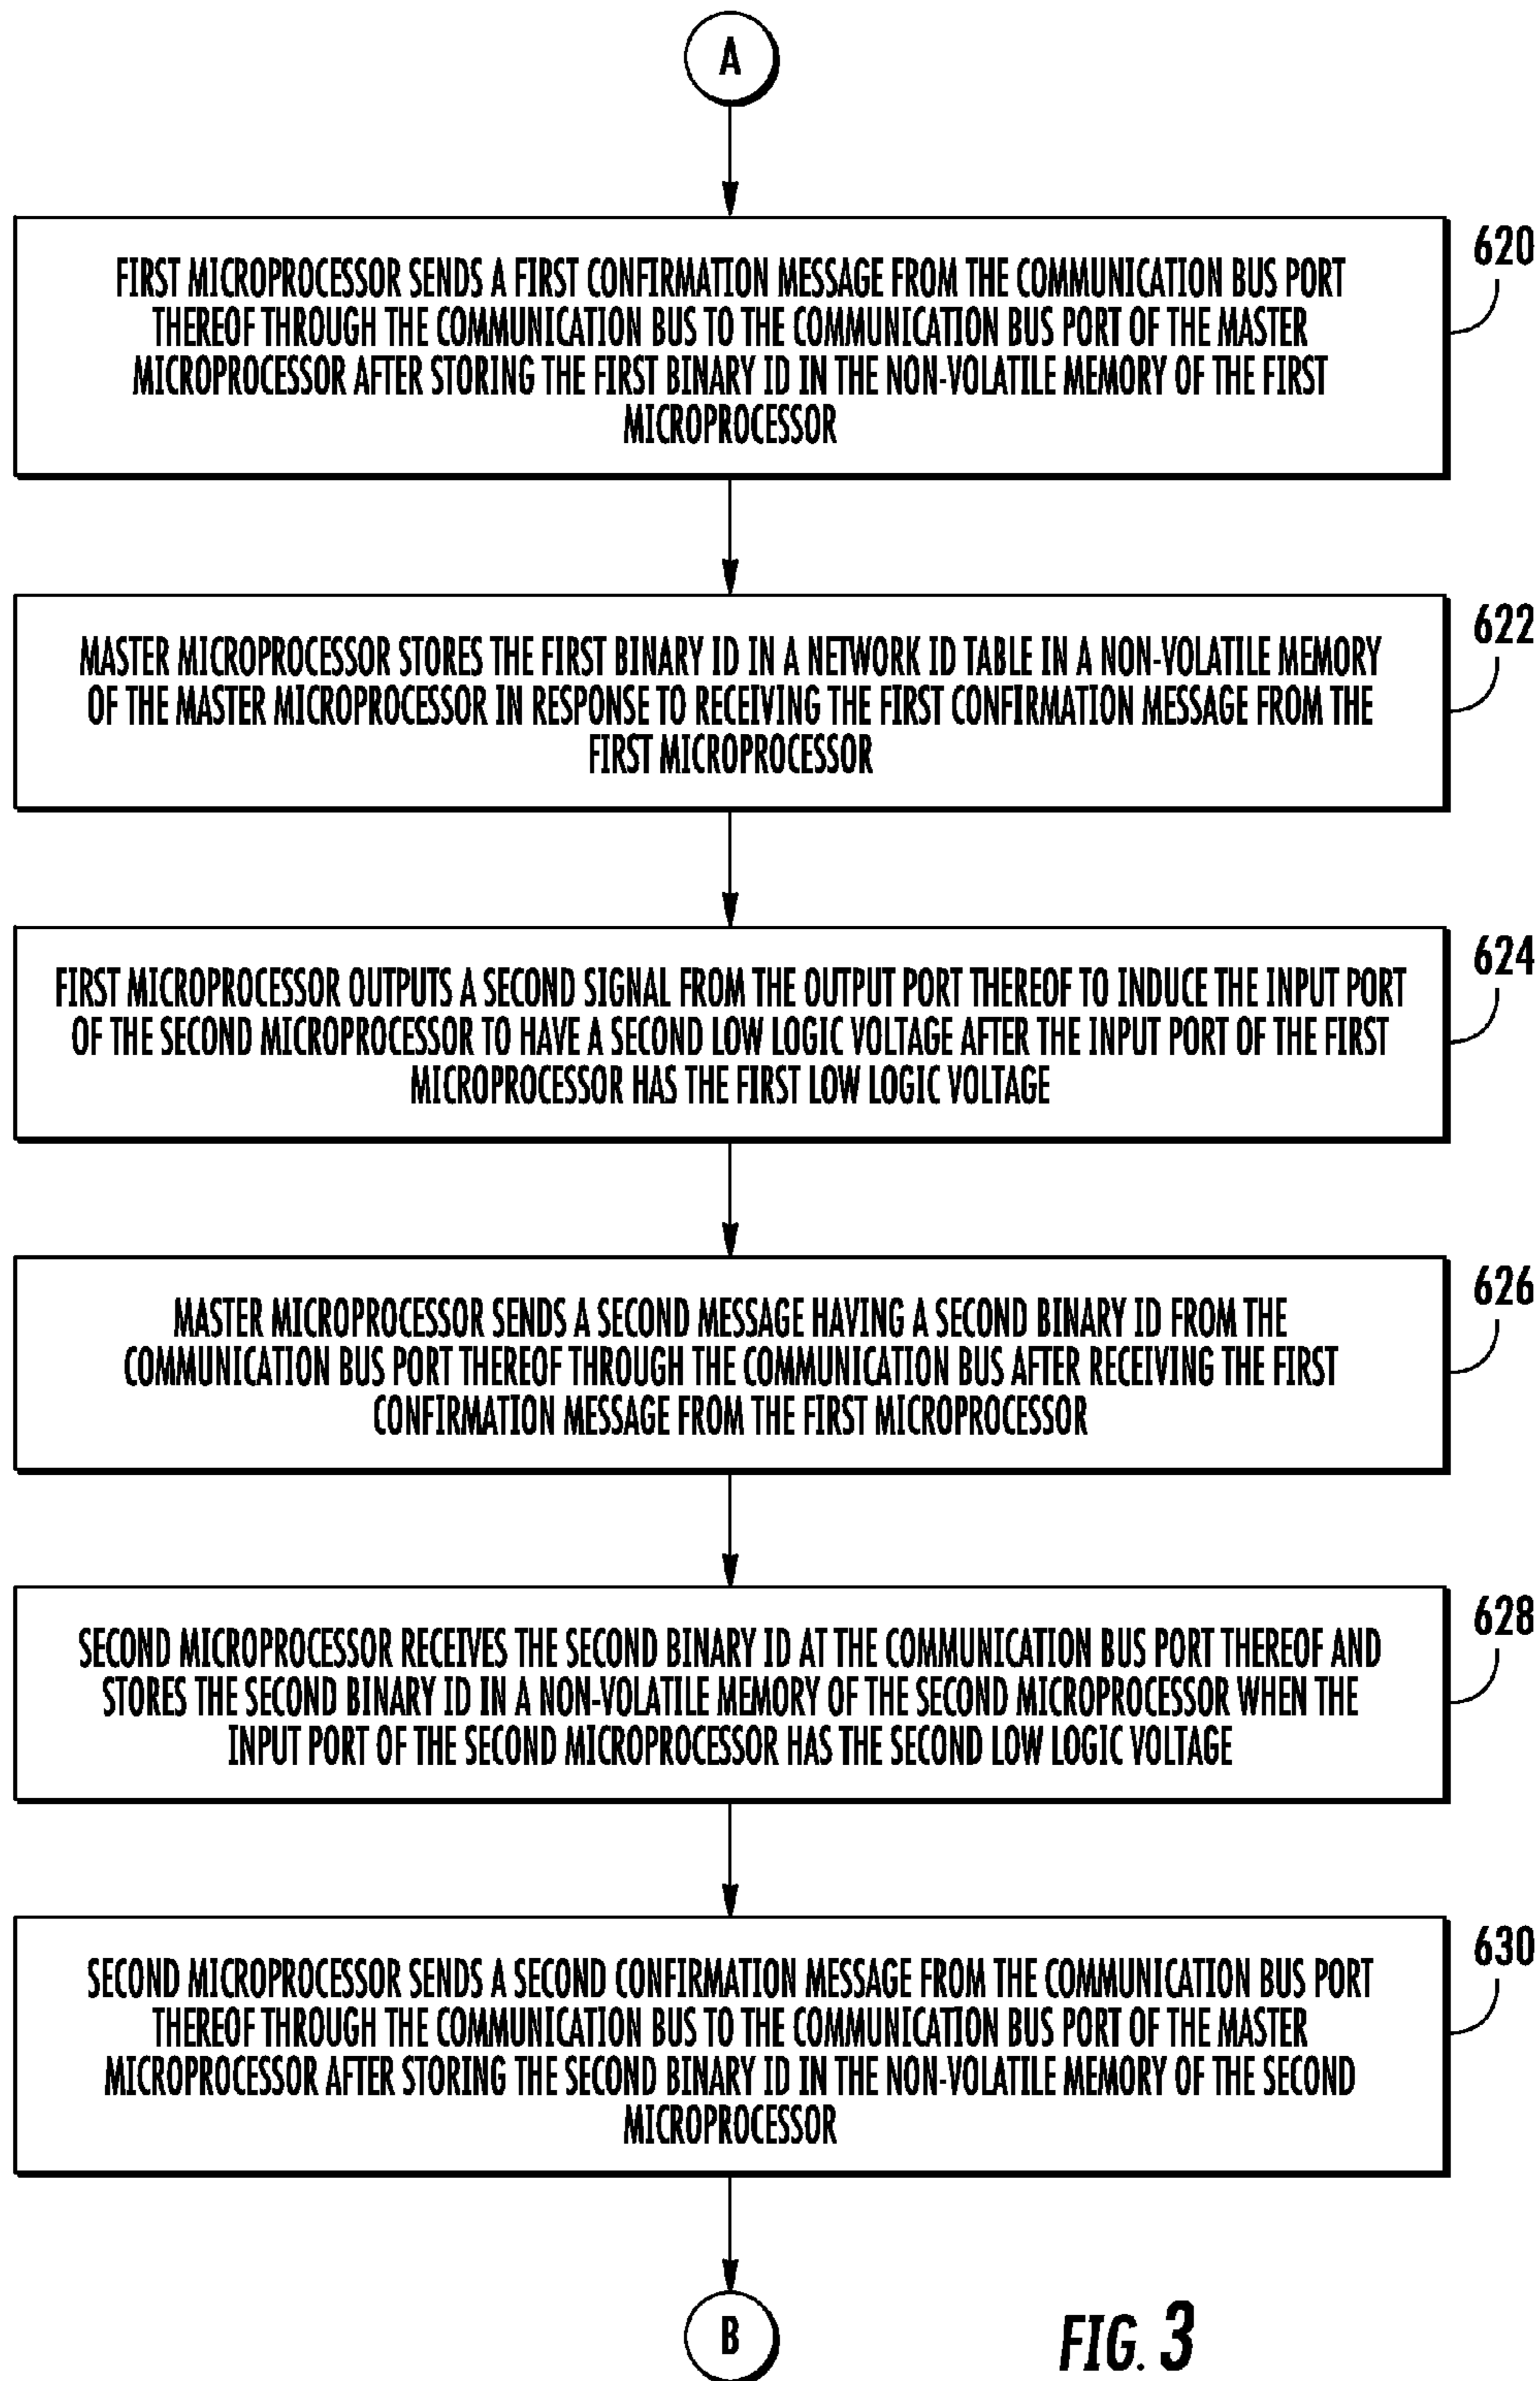 A
FIRST MICROPROCESSOR SENDS A FIRST CONFIRMATION MESSAGE FROM THE COMMUNICATION BUS PORT
THEREOF THROUGH THE COMMUNICATION BUS TO THE COMMUNICATION BUS PORT OF THE MASTER
MICROPROCESSOR AFTER STORING THE FIRST BINARY ID IN THE NON-VOLATILE MEMORY OF THE FIRST
MICROPROCESSOR
620
MASTER MICROPROCESSOR STORES THE FIRST BINARY ID IN A NETWORK ID TABLE IN A NON-VOLATILE MEMORY
OF THE MASTER MICROPROCESSOR IN RESPONSE TO RECEIVING THE FIRST CONFIRMATION MESSAGE FROM THE
FIRST MICROPROCESSOR
622
FIRST MICROPROCESSOR OUTPUTS A SECOND SIGNAL FROM THE OUTPUT PORT THEREOF TO INDUCE THE INPUT PORT
OF THE SECOND MICROPROCESSOR TO HAVE A SECOND LOW LOGIC VOLTAGE AFTER THE INPUT PORT OF THE FIRST
MICROPROCESSOR HAS THE FIRST LOW LOGIC VOLTAGE
624
MASTER MICROPROCESSOR SENDS A SECOND MESSAGE HAVING A SECOND BINARY ID FROM THE
COMMUNICATION BUS PORT THEREOF THROUGH THE COMMUNICATION BUS AFTER RECEIVING THE FIRST
CONFIRMATION MESSAGE FROM THE FIRST MICROPROCESSOR
626
SECOND MICROPROCESSOR RECEIVES THE SECOND BINARY ID AT THE COMMUNICATION BUS PORT THEREOF AND
STORES THE SECOND BINARY ID IN A NON-VOLATILE MEMORY OF THE SECOND MICROPROCESSOR WHEN THE
INPUT PORT OF THE SECOND MICROPROCESSOR HAS THE SECOND LOW LOGIC VOLTAGE
628
SECOND MICROPROCESSOR SENDS A SECOND CONFIRMATION MESSAGE FROM THE COMMUNICATION BUS PORT
THEREOF THROUGH THE COMMUNICATION BUS TO THE COMMUNICATION BUS PORT OF THE MASTER
MICROPROCESSOR AFTER STORING THE SECOND BINARY ID IN THE NON-VOLATILE MEMORY OF THE SECOND
MICROPROCESSOR
630
B
FIG. 3